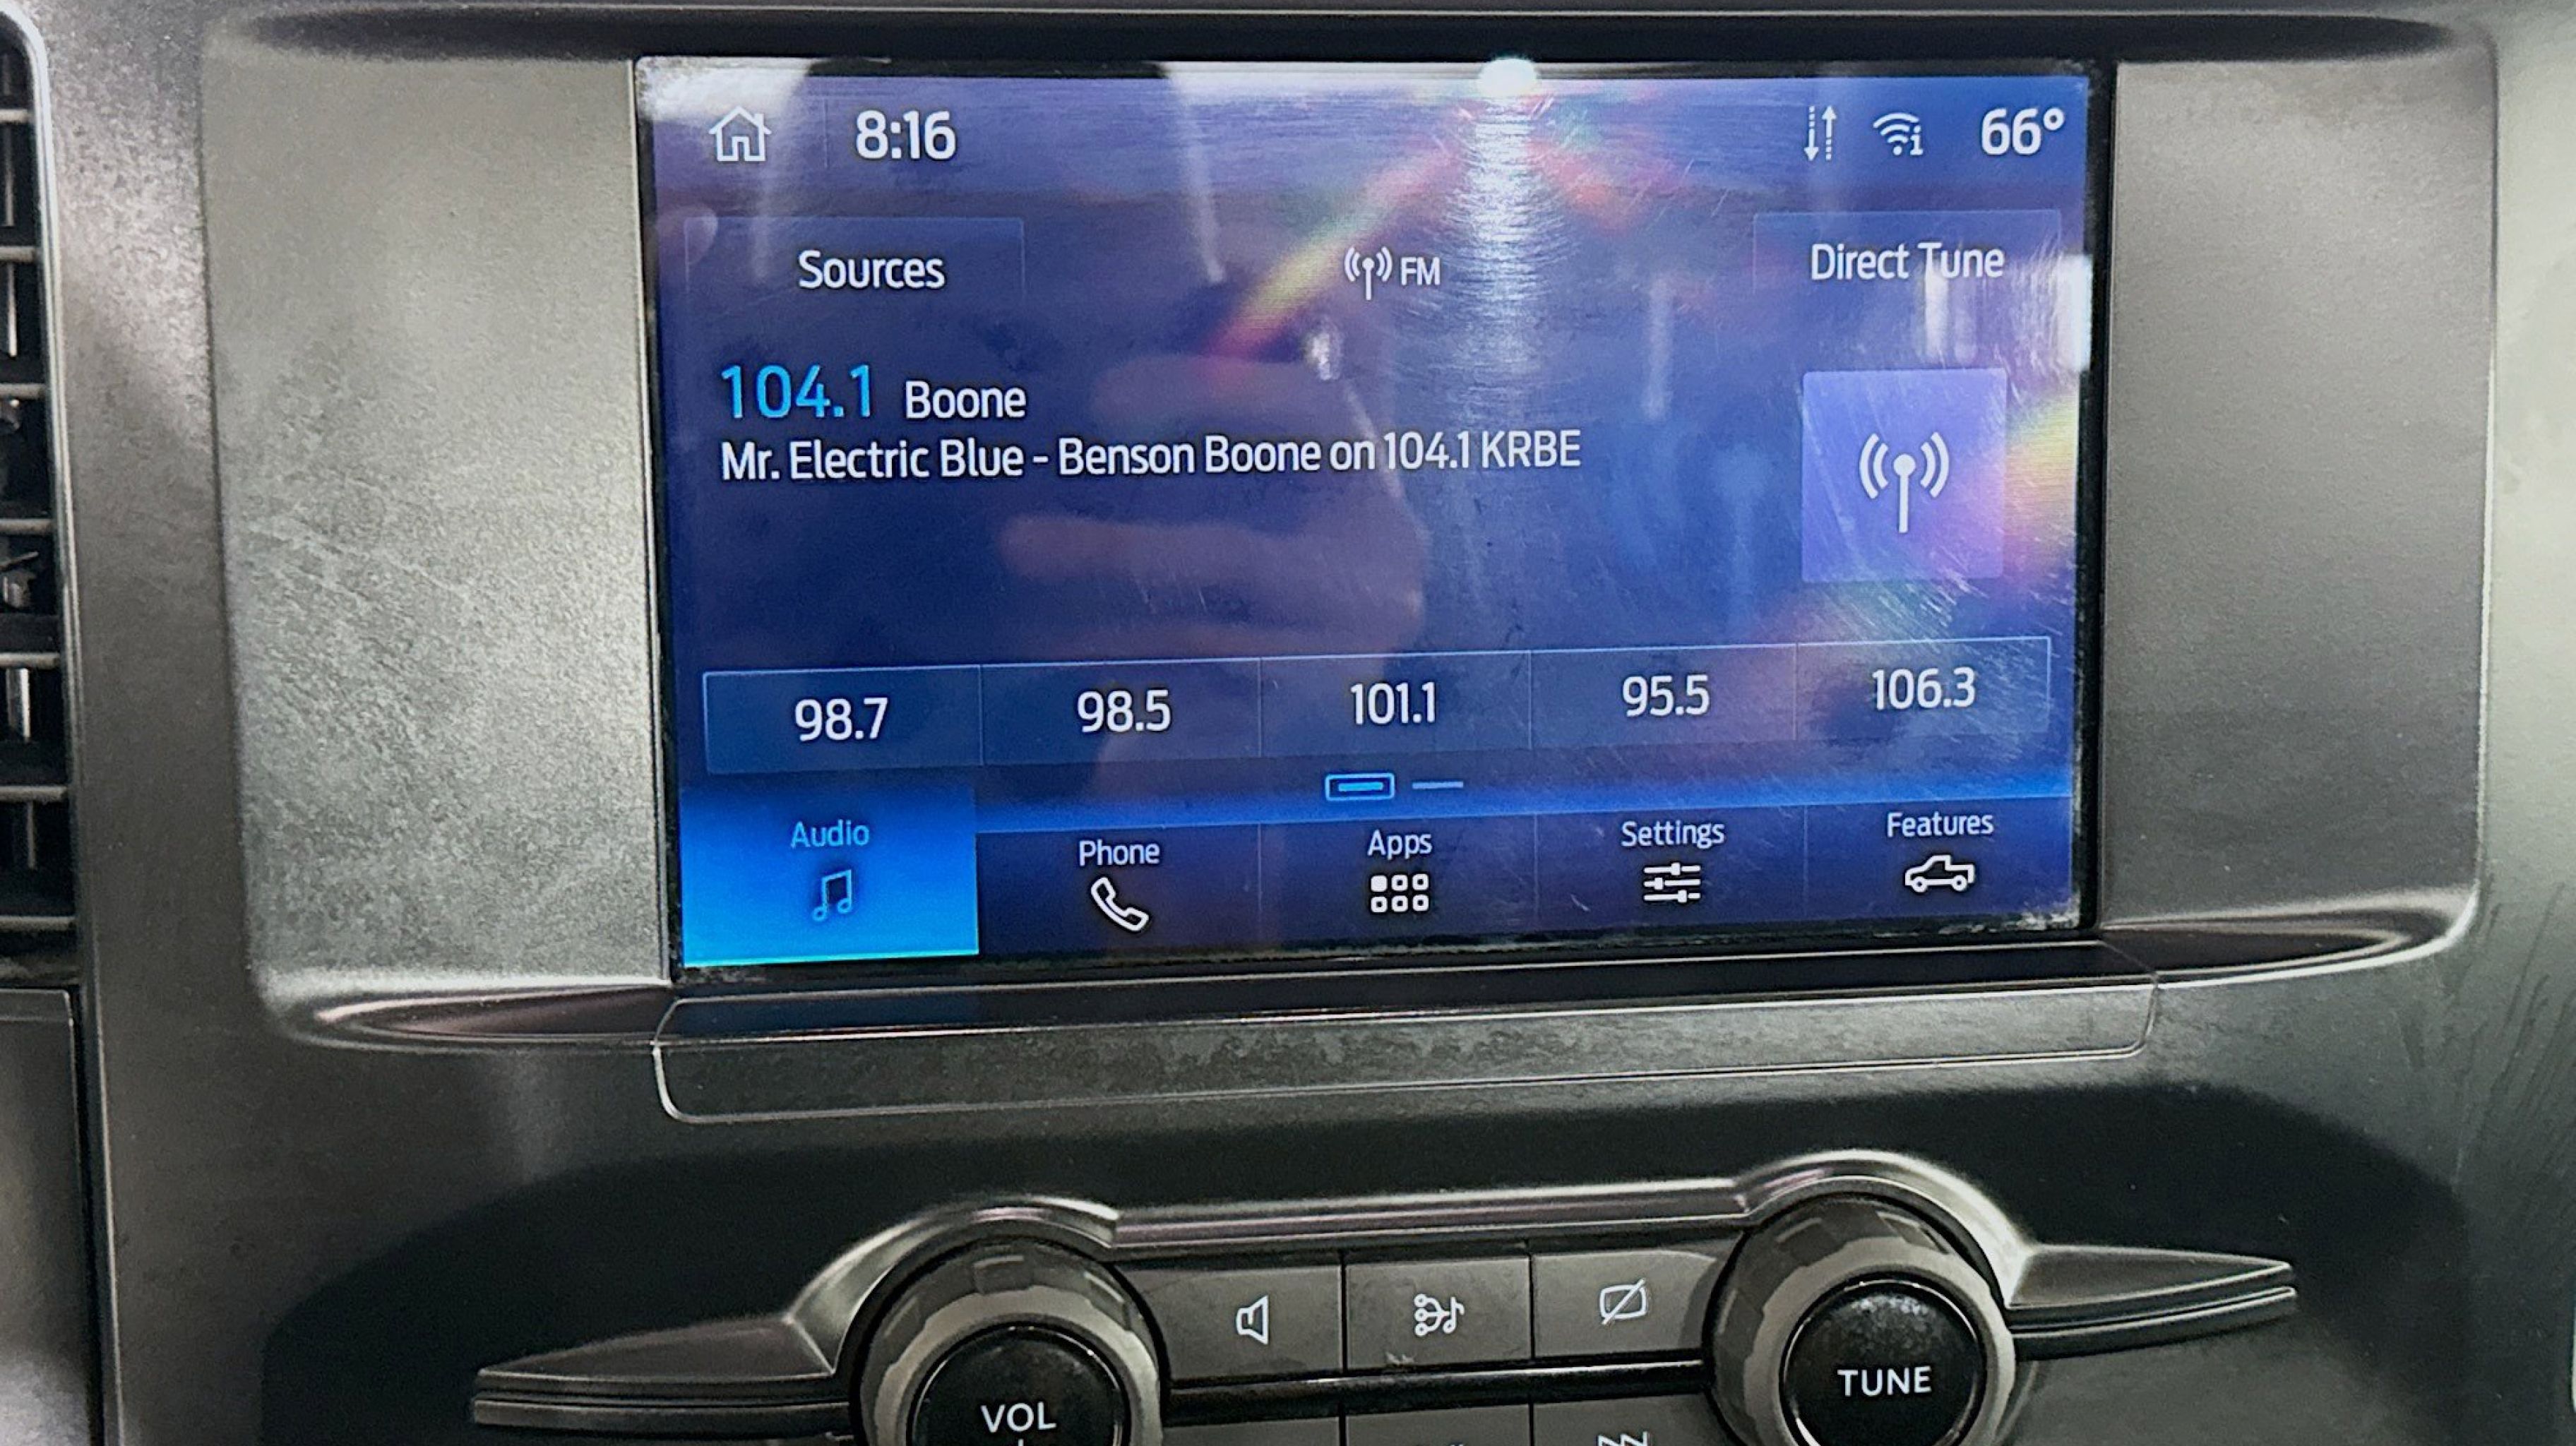 8:16
66°
Sources
FM
Direct Tune
104.1 Boone
Mr. Electric Blue - Benson Boone on 104.1 KRBE
98.7
98.5
101.1
95.5
106.3
Audio
Phone
Apps
Settings
Features
VOL
TUNE